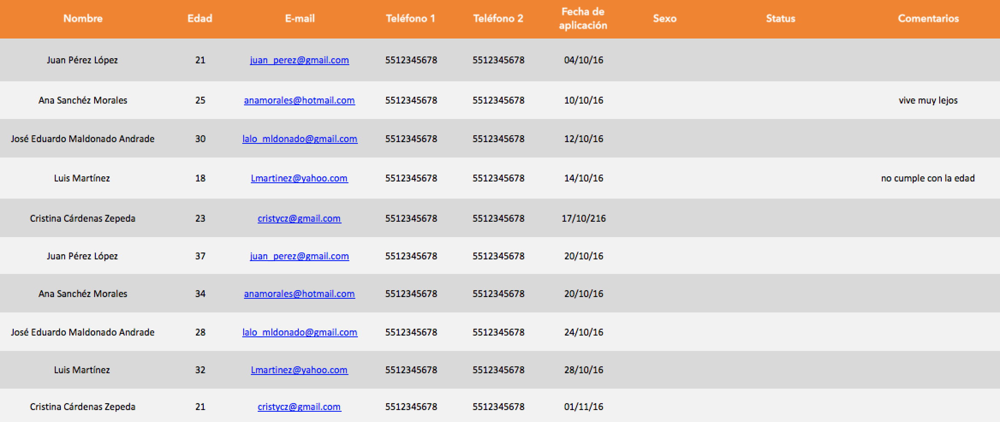 Nombre Edad E-mail Teléfono 1 Teléfono 2 Fecha de aplicación Sexo Status Comentarios
Juan Pérez López 21 juan_perez@gmail.com 5512345678 5512345678 04/10/16
Ana Sanchéz Morales 25 anamorales@hotmail.com 5512345678 5512345678 10/10/16 vive muy lejos
José Eduardo Maldonado Andrade 30 lalo_mldonado@gmail.com 5512345678 5512345678 12/10/16
Luis Martínez 18 Lmartinez@yahoo.com 5512345678 5512345678 14/10/16 no cumple con la edad
Cristina Cárdenas Zepeda 23 cristycz@gmail.com 5512345678 5512345678 17/10/216
Juan Pérez López 37 juan_perez@gmail.com 5512345678 5512345678 20/10/16
Ana Sanchéz Morales 34 anamorales@hotmail.com 5512345678 5512345678 20/10/16
José Eduardo Maldonado Andrade 28 lalo_mldonado@gmail.com 5512345678 5512345678 24/10/16
Luis Martínez 32 Lmartinez@yahoo.com 5512345678 5512345678 28/10/16
Cristina Cárdenas Zepeda 21 cristycz@gmail.com 5512345678 5512345678 01/11/16